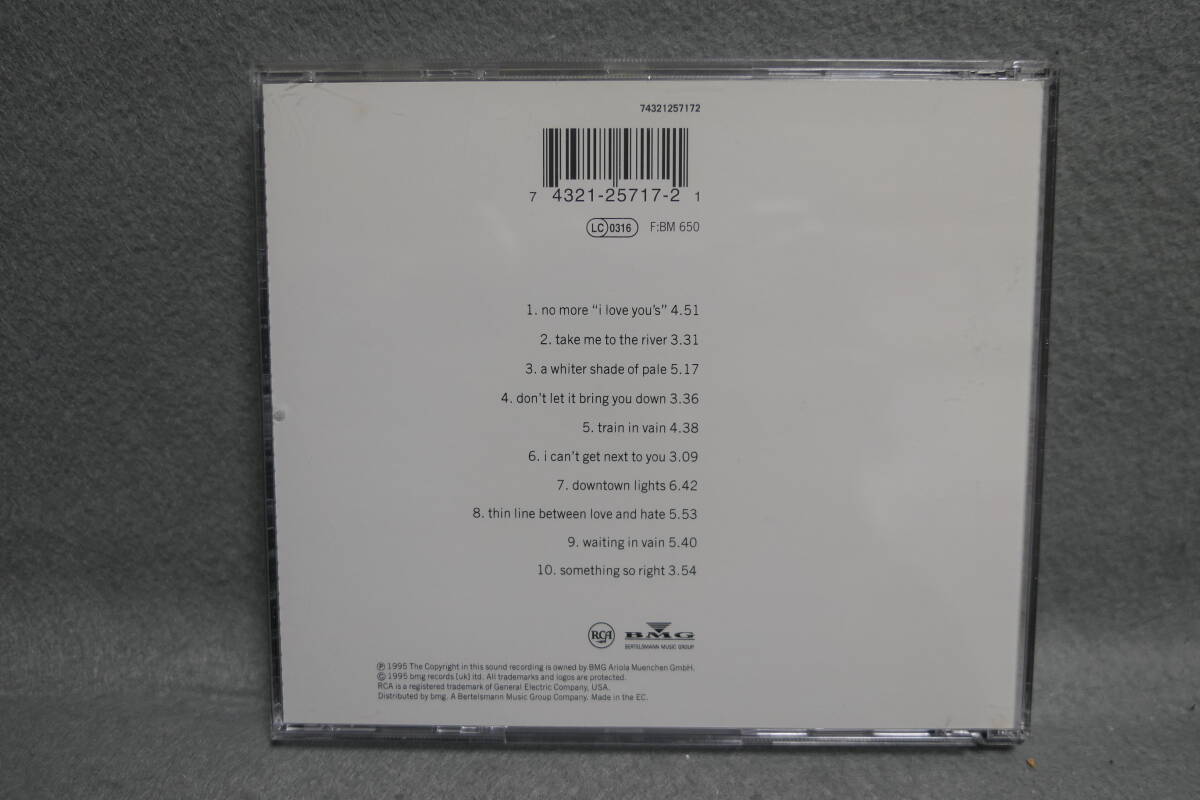 74321257172
7 4321-25717-2 1
LC 0316 F:BM 650
1. no more “i love you's” 4.51
2. take me to the river 3.31
3. a whiter shade of pale 5.17
4. don't let it bring you down 3.36
5. train in vain 4.38
6. i can't get next to you 3.09
7. downtown lights 6.42
8. thin line between love and hate 5.53
9. waiting in vain 5.40
10. something so right 3.54
RCA BMG
BERTELSMANN MUSIC GROUP
Ⓟ 1995 The Copyright in this sound recording is owned by BMG Ariola Muenchen GmbH.
© 1995 bmg records (uk) ltd. All trademarks and logos are protected.
RCA is a registered trademark of General Electric Company, USA.
Distributed by bmg. A Bertelsmann Music Group Company. Made in the EC.